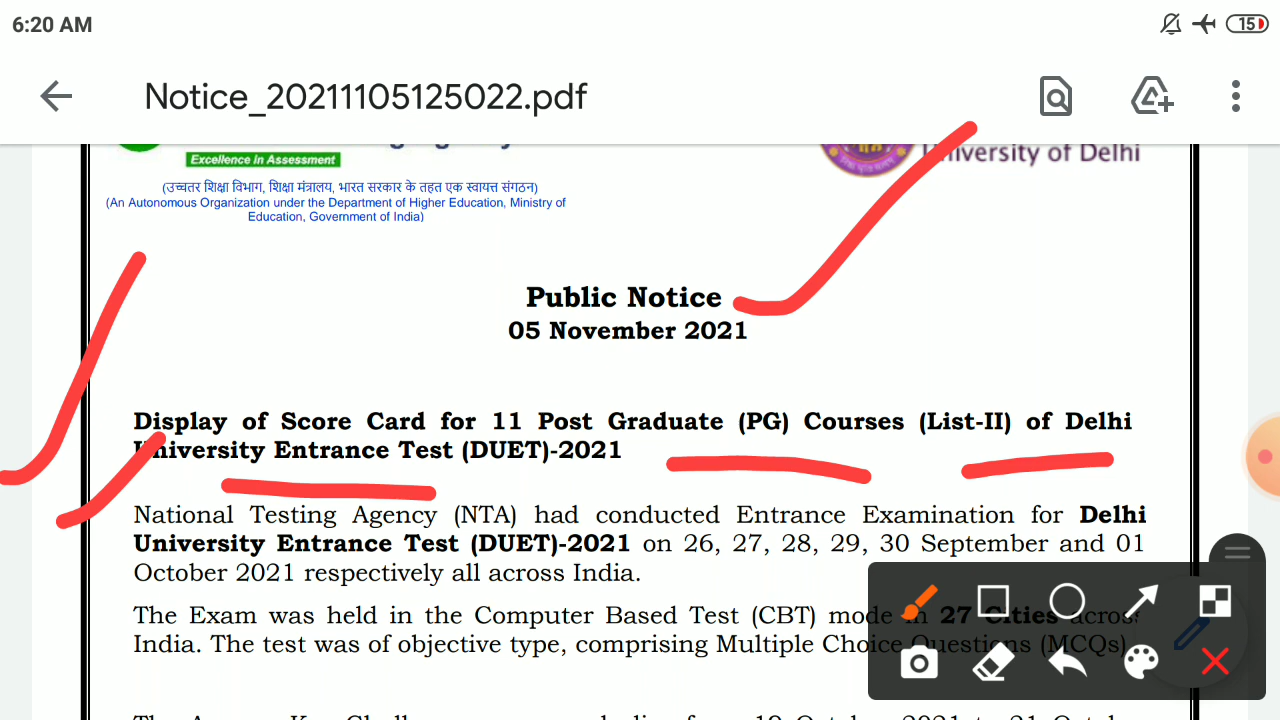 6:20 AM
15
Notice_20211105125022.pdf
Excellence in Assessment
University of Delhi
(उच्चतर शिक्षा विभाग, शिक्षा मंत्रालय, भारत सरकार के तहत एक स्वायत्त संगठन)
(An Autonomous Organization under the Department of Higher Education, Ministry of
Education, Government of India)
Public Notice
05 November 2021
Display of Score Card for 11 Post Graduate (PG) Courses (List-II) of Delhi
University Entrance Test (DUET)-2021
National Testing Agency (NTA) had conducted Entrance Examination for Delhi
University Entrance Test (DUET)-2021 on 26, 27, 28, 29, 30 September and 01
October 2021 respectively all across India.
The Exam was held in the Computer Based Test (CBT) mode in 27 Cities across
India. The test was of objective type, comprising Multiple Choice Questions (MCQs)